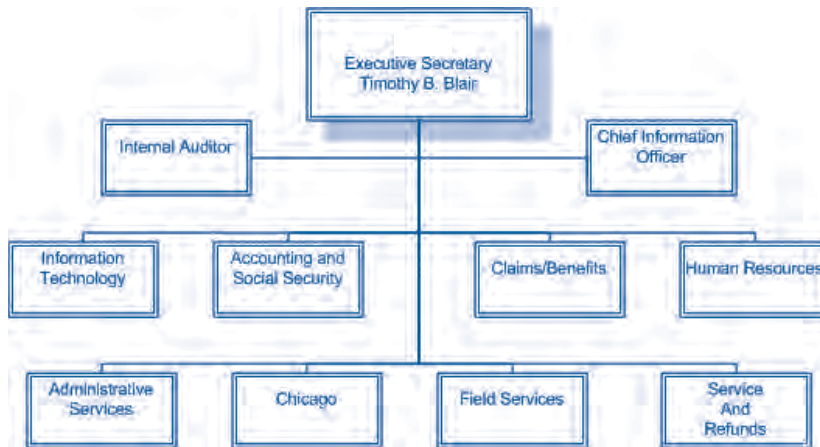 Executive Secretary
Timothy B. Blair
Internal Auditor
Chief Information
Officer
Information
Technology
Accounting and
Social Security
Claims/Benefits
Human Resources
Administrative
Services
Chicago
Field Services
Service
And
Refunds